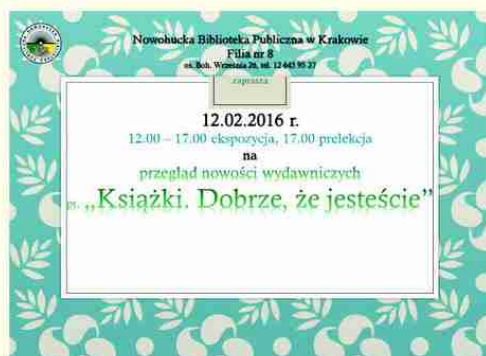 Nowohucka Biblioteka Publiczna w Krakowie
Filia nr 8
os. Boh. Września 26, tel. 12 645 95 27
zaprasza
12.02.2016 r.
12.00 – 17.00 ekspozycja, 17.00 prelekcja
na
przegląd nowości wydawniczych
pt. „Książki. Dobrze, że jesteście”